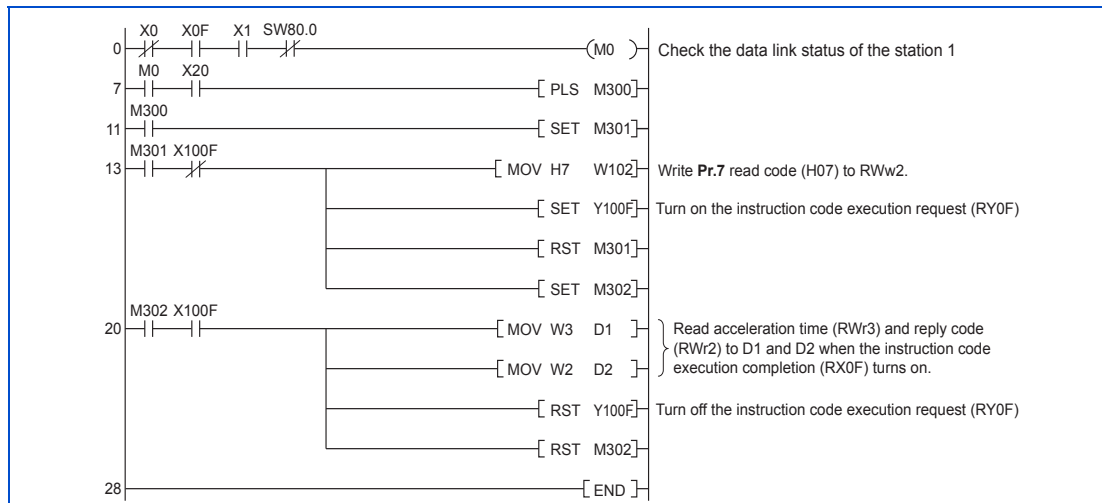 X0 X0F X1 SW80.0
0 M0 Check the data link status of the station 1
M0 X20
7 PLS M300
M300
11 SET M301
M301 X100F
13 MOV H7 W102 Write Pr.7 read code (H07) to RWw2.
SET Y100F Turn on the instruction code execution request (RY0F)
RST M301
SET M302
M302 X100F
20 MOV W3 D1 Read acceleration time (RWr3) and reply code
(RWr2) to D1 and D2 when the instruction code
MOV W2 D2 execution completion (RX0F) turns on.
RST Y100F Turn off the instruction code execution request (RY0F)
RST M302
28 END